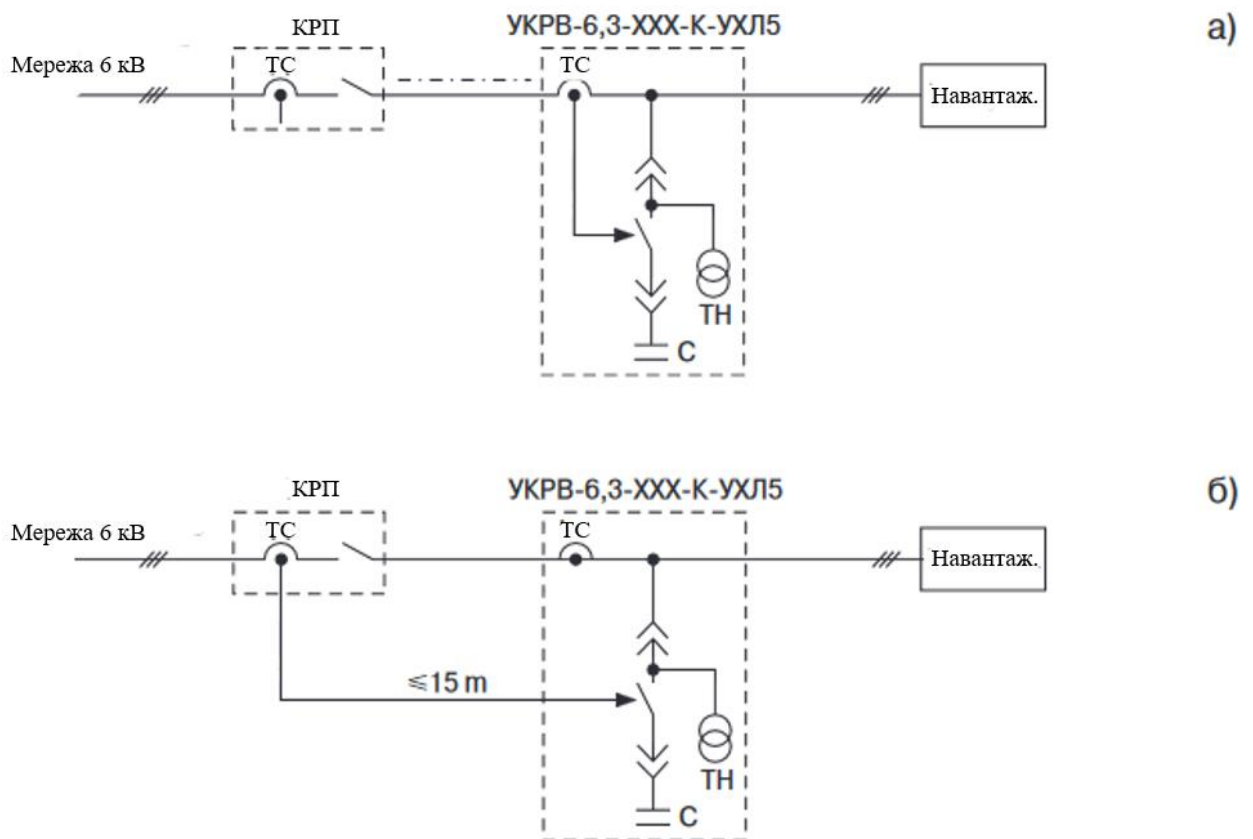 УКРВ-6,3-ХХХ-К-УХЛ5
а)
КРП
Мережа 6 кВ
ТС
ТС
Навантаж.
ТН
С
УКРВ-6,3-ХХХ-К-УХЛ5
б)
КРП
Мережа 6 кВ
ТС
ТС
Навантаж.
≤15 m
ТН
С